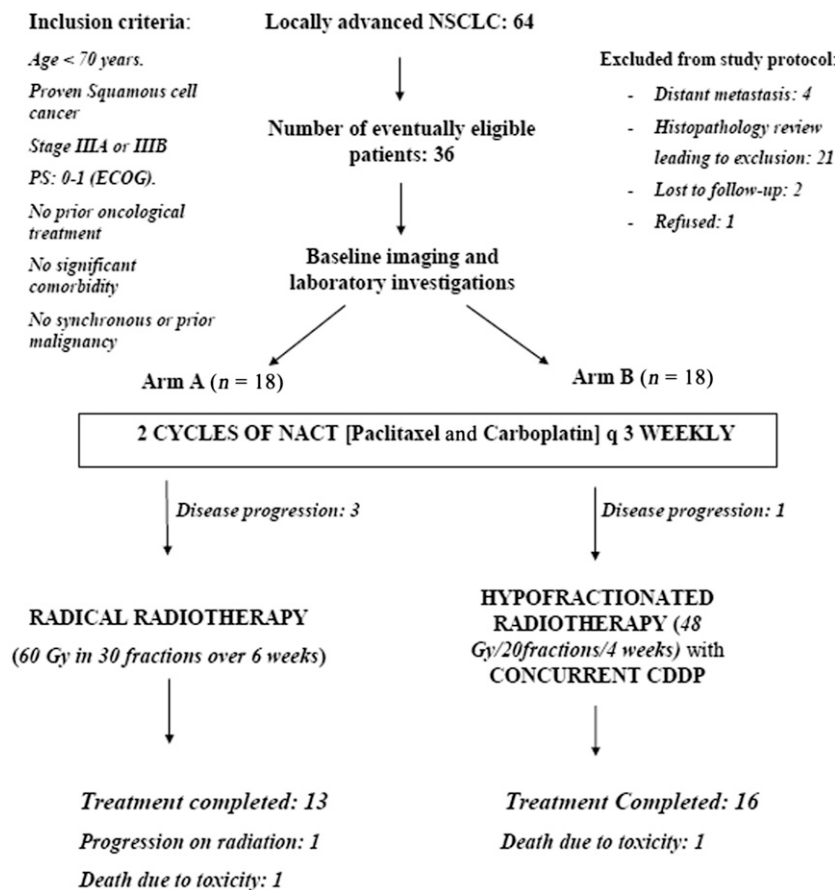 Inclusion criteria:
Age < 70 years.
Proven Squamous cell
cancer
Stage IIIA or IIIB
PS: 0-1 (ECOG).
No prior oncological
treatment
No significant
comorbidity
No synchronous or prior
malignancy
Locally advanced NSCLC: 64
Number of eventually eligible
patients: 36
Baseline imaging and
laboratory investigations
Excluded from study protocol:
- Distant metastasis: 4
- Histopathology review
leading to exclusion: 21
- Lost to follow-up: 2
- Refused: 1
Arm A (n = 18)
Arm B (n = 18)
2 CYCLES OF NACT [Paclitaxel and Carboplatin] q 3 WEEKLY
Disease progression: 3
Disease progression: 1
RADICAL RADIOTHERAPY
(60 Gy in 30 fractions over 6 weeks)
HYPOFRACTIONATED
RADIOTHERAPY (48
Gy/20fractions/4 weeks) with
CONCURRENT CDDP
Treatment completed: 13
Progression on radiation: 1
Death due to toxicity: 1
Treatment Completed: 16
Death due to toxicity: 1